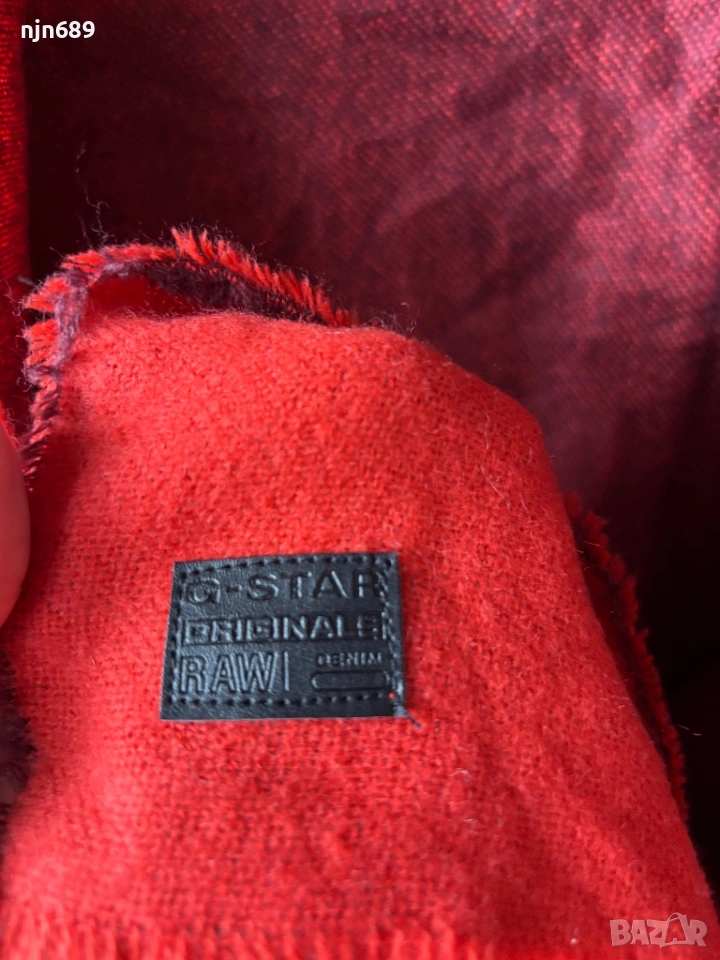 njn689
G-STAR
ORIGINALS
RAW
DENIM
BAZAR